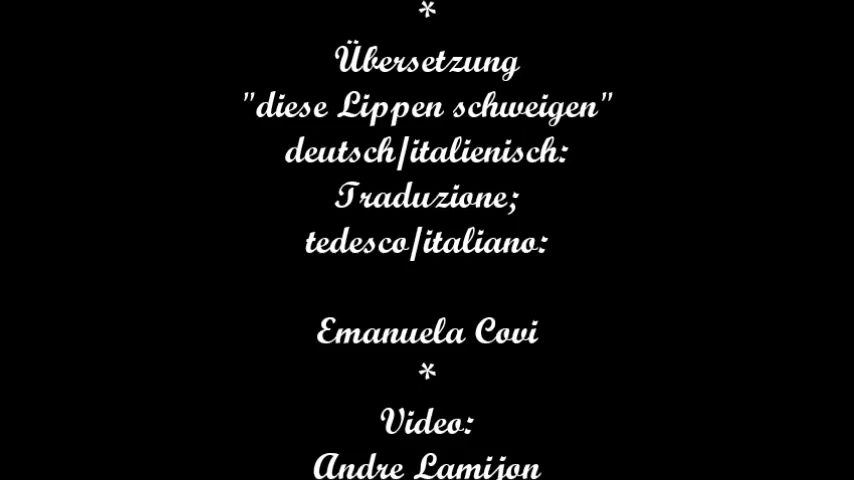 *
Übersetzung
"diese Lippen schweigen"
deutsch/italienisch:
Traduzione;
tedesco/italiano:
Emanuela Covi
*
Video:
Andre Lamijon